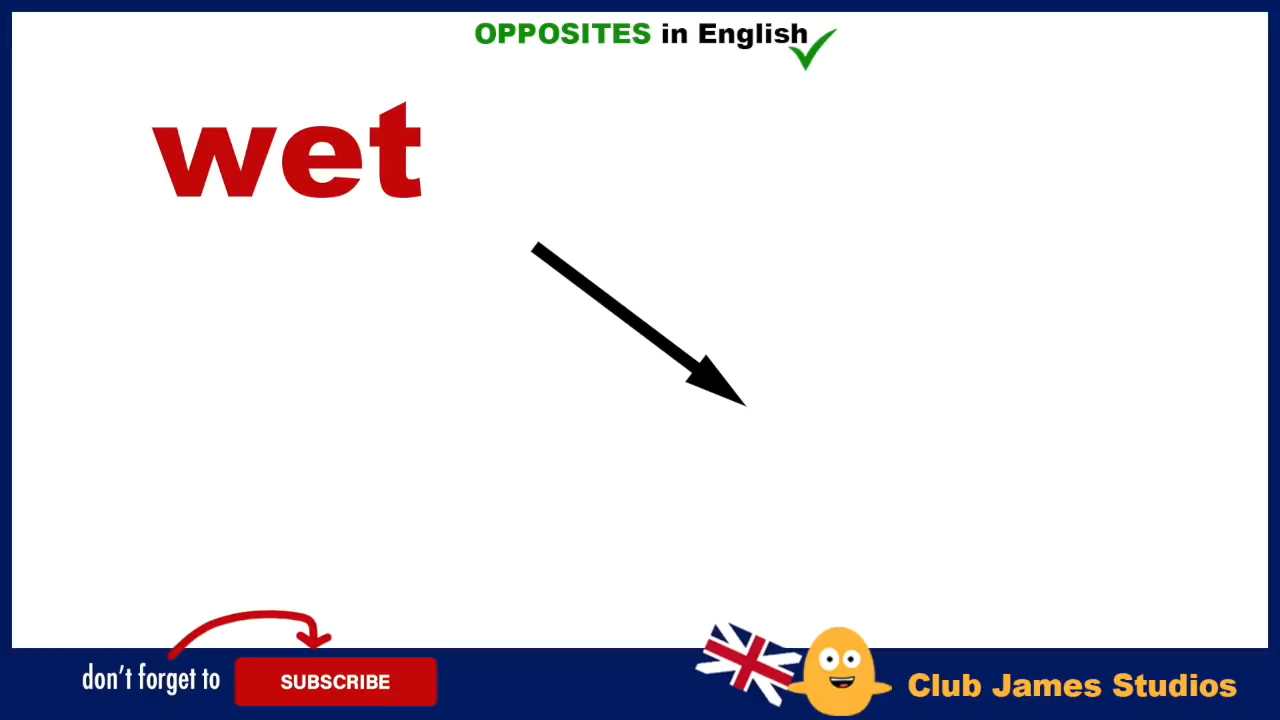 OPPOSITES in English
wet
don't forget to
SUBSCRIBE
Club James Studios